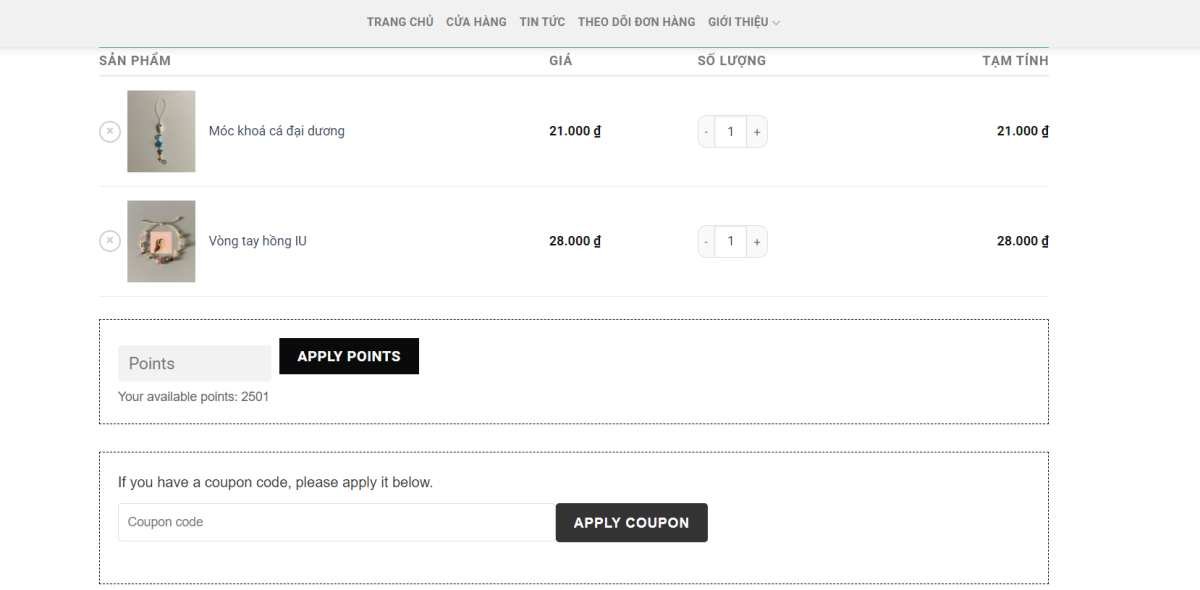 TRANG CHỦ CỬA HÀNG TIN TỨC THEO DÕI ĐƠN HÀNG GIỚI THIỆU
SẢN PHẨM GIÁ SỐ LƯỢNG TẠM TÍNH
× Móc khoá cá đại dương 21.000 ₫ - 1 + 21.000 ₫
× Vòng tay hồng IU 28.000 ₫ - 1 + 28.000 ₫
Points APPLY POINTS
Your available points: 2501
If you have a coupon code, please apply it below.
Coupon code APPLY COUPON